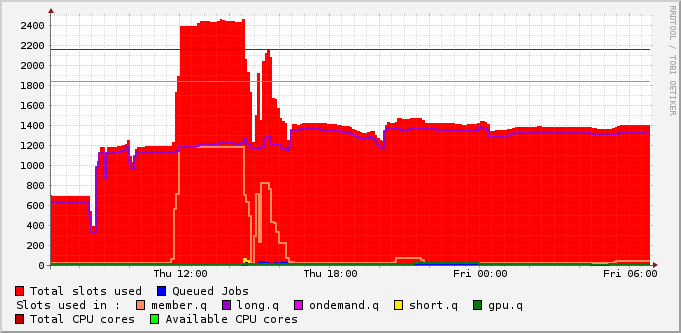 2400
2200
2000
1800
1600
1400
1200
1000
800
600
400
200
0
Thu 12:00 Thu 18:00 Fri 00:00 Fri 06:00
Total slots used Queued Jobs
Slots used in : member.q long.q ondemand.q short.q gpu.q
Total CPU cores Available CPU cores
RRDTOOL / TOBI OETIKER